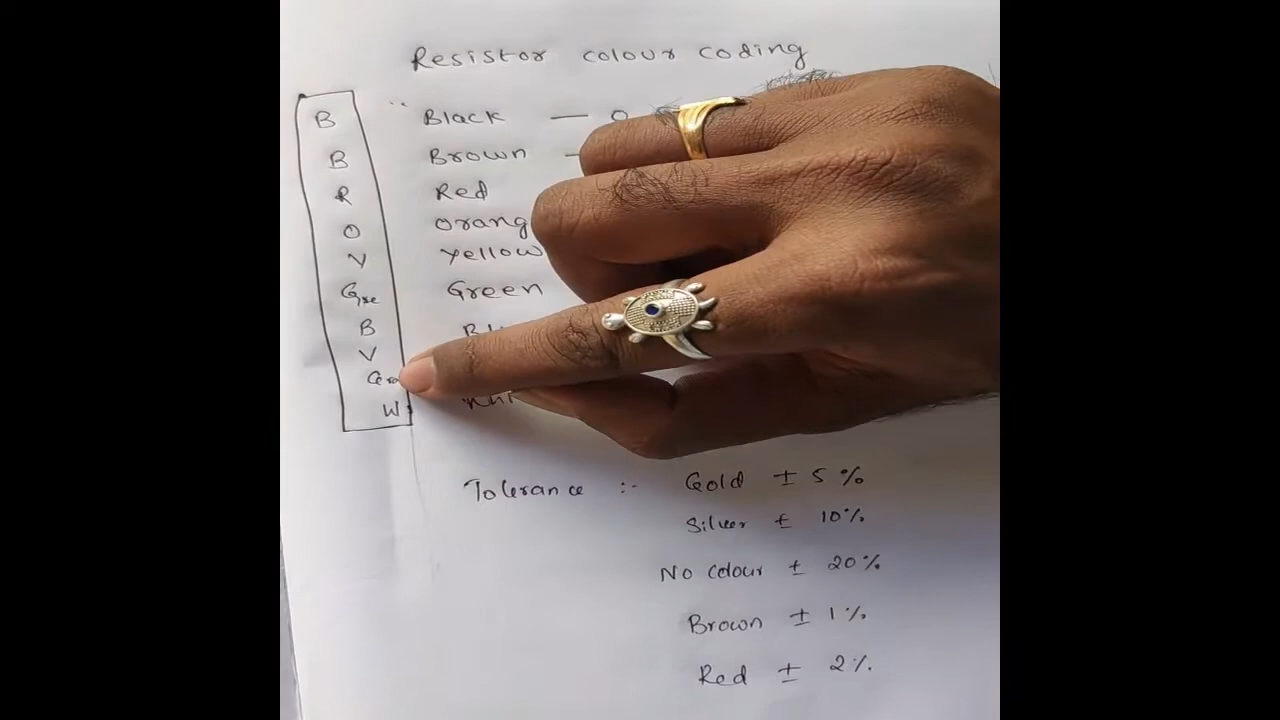 Resistor colour coding
B Black — 0
B Brown —
R Red
O Orang
Y Yellow
Gre Green
B
V
W
Tolerance :- Gold ± 5 %
Silver ± 10%
No colour ± 20%
Brown ± 1%
Red ± 2%.